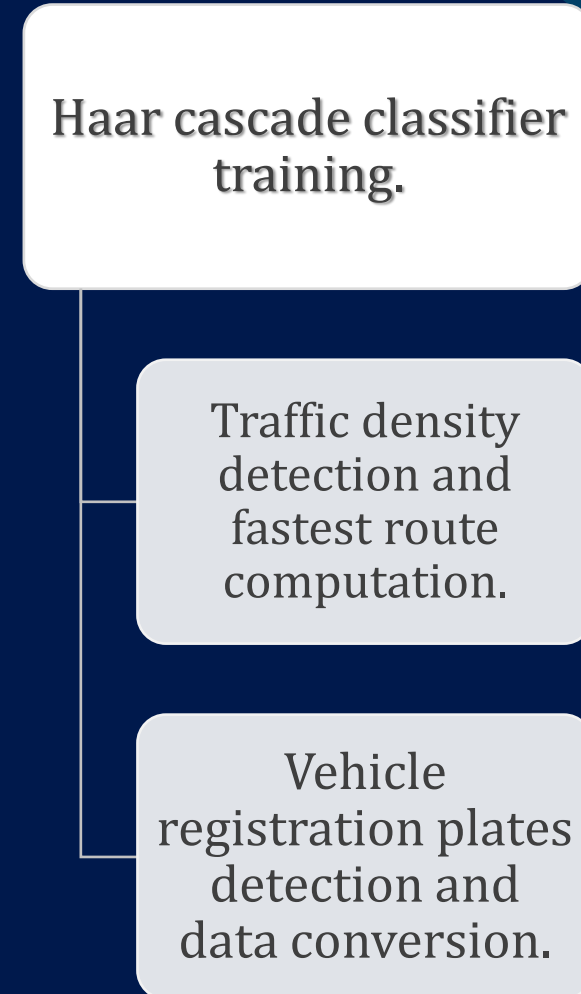 Haar cascade classifier
training.
Traffic density
detection and
fastest route
computation.
Vehicle
registration plates
detection and
data conversion.